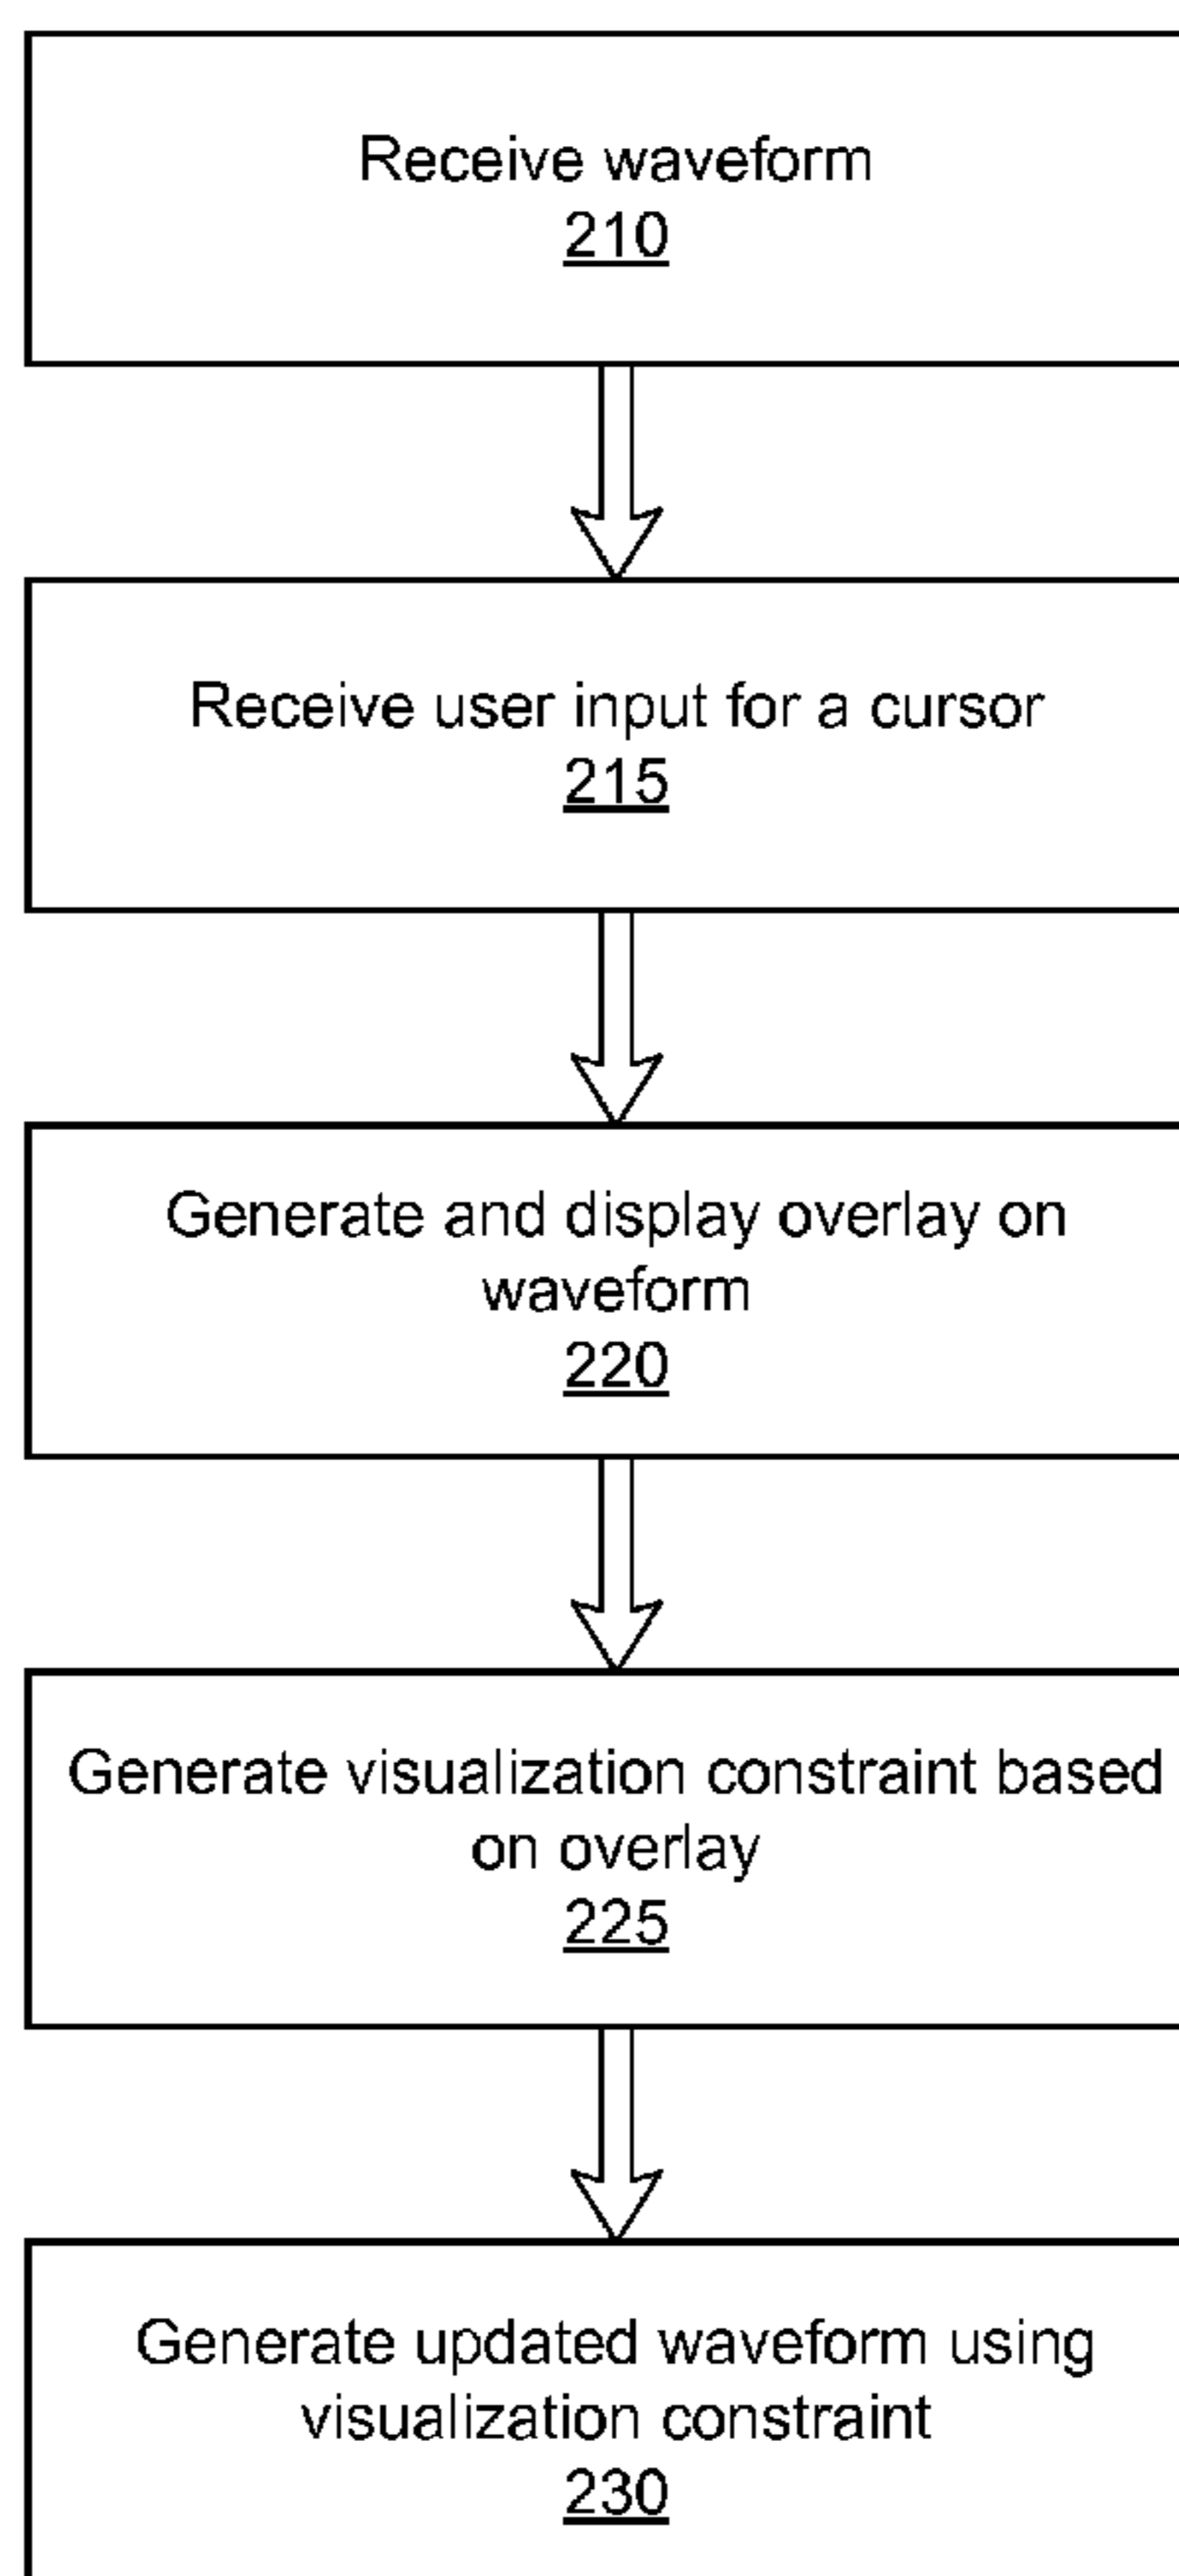 Receive waveform
210
Receive user input for a cursor
215
Generate and display overlay on
waveform
220
Generate visualization constraint based
on overlay
225
Generate updated waveform using
visualization constraint
230